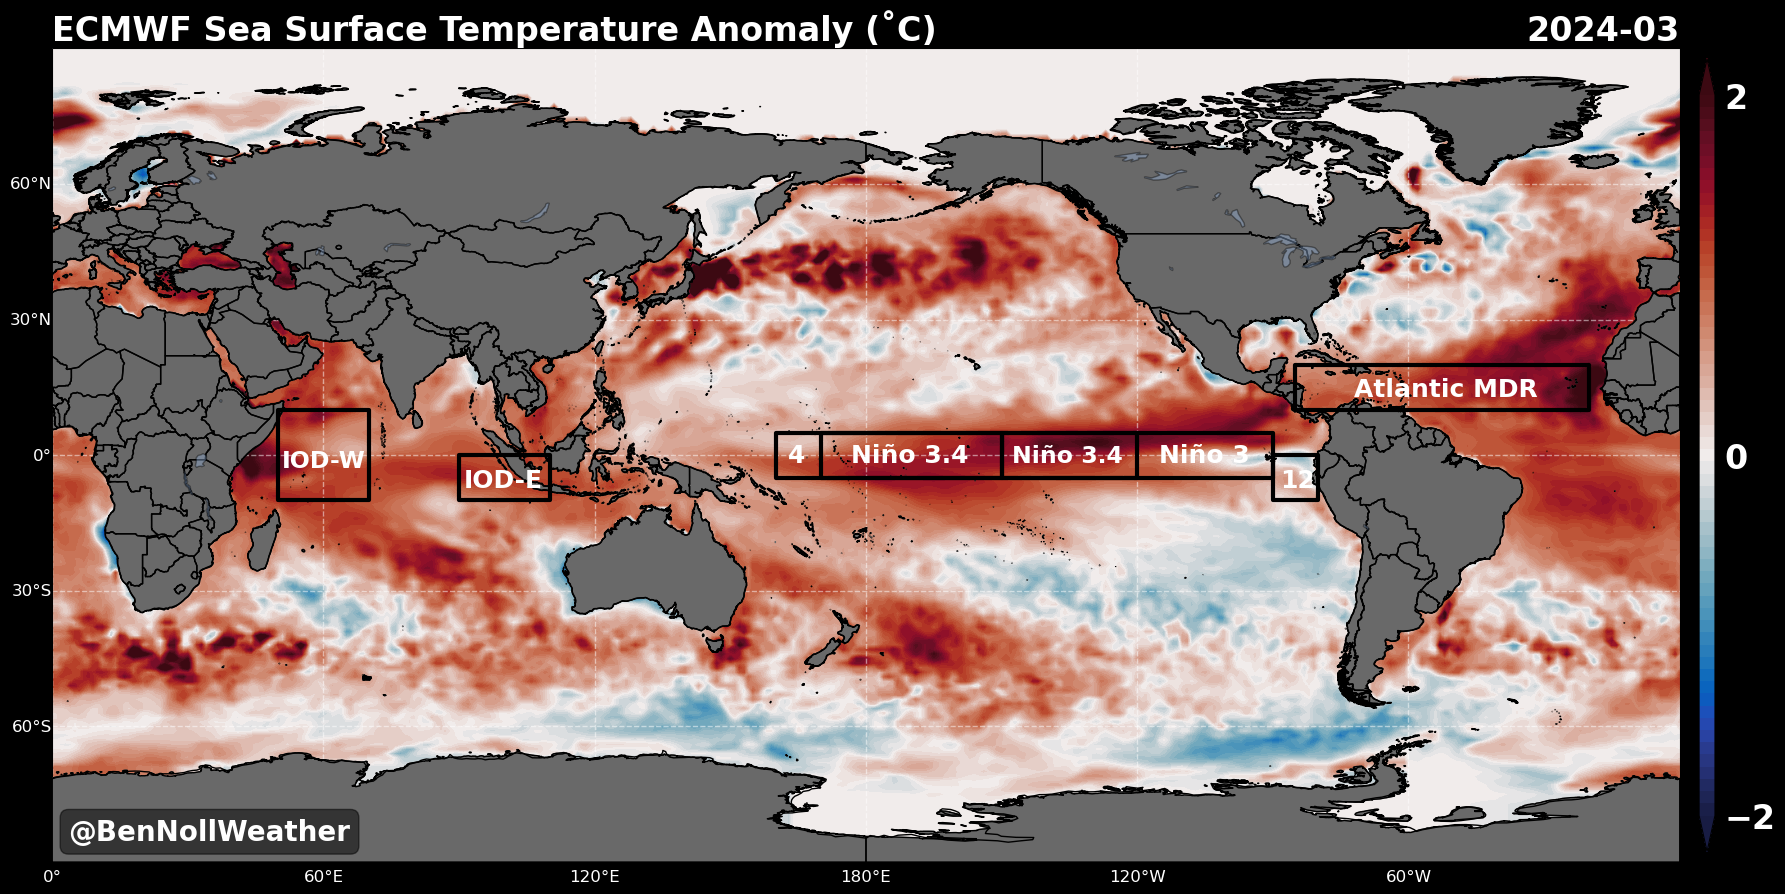 ECMWF Sea Surface Temperature Anomaly (˚C) 2024-03
2
60°N
30°N
Atlantic MDR
0° IOD-W 4 Niño 3.4 Niño 3.4 Niño 3 0
IOD-E 12
30°S
60°S
−2
@BenNollWeather
0° 60°E 120°E 180°E 120°W 60°W